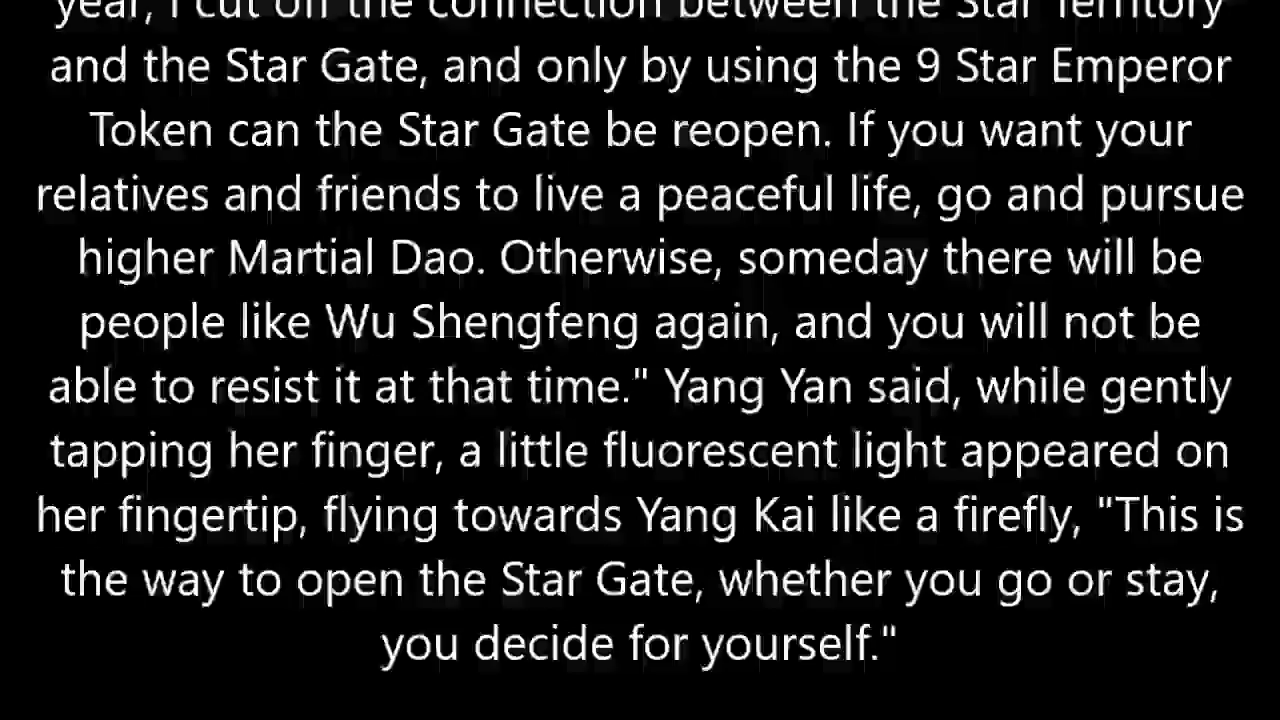 year, I cut off the connection between the Star Territory
and the Star Gate, and only by using the 9 Star Emperor
Token can the Star Gate be reopen. If you want your
relatives and friends to live a peaceful life, go and pursue
higher Martial Dao. Otherwise, someday there will be
people like Wu Shengfeng again, and you will not be
able to resist it at that time." Yang Yan said, while gently
tapping her finger, a little fluorescent light appeared on
her fingertip, flying towards Yang Kai like a firefly, "This is
the way to open the Star Gate, whether you go or stay,
you decide for yourself."